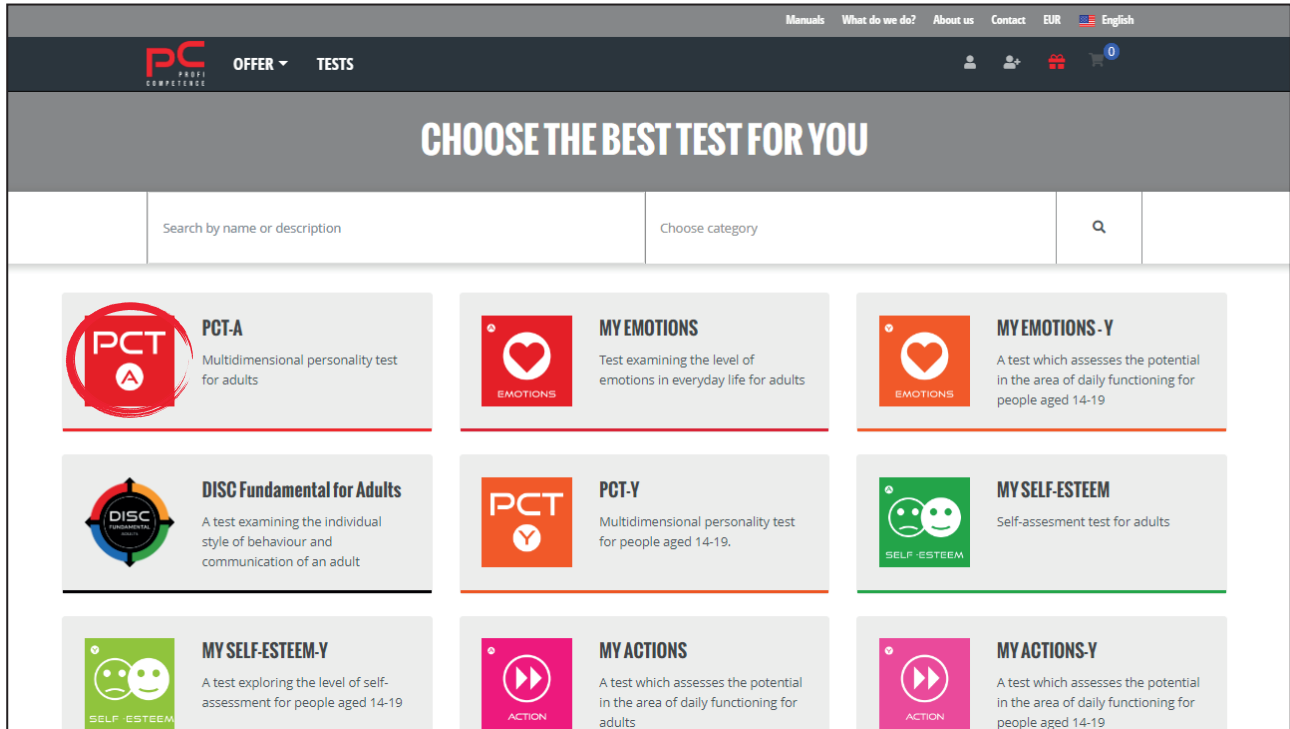 Manuals What do we do? About us Contact EUR English
PC
PROFI
COMPETENCE
OFFER TESTS
0
CHOOSE THE BEST TEST FOR YOU
Search by name or description
Choose category
PCT
A
PCT-A
Multidimensional personality test
for adults
A
EMOTIONS
MY EMOTIONS
Test examining the level of
emotions in everyday life for adults
Y
EMOTIONS
MY EMOTIONS - Y
A test which assesses the potential
in the area of daily functioning for
people aged 14-19
DISC
FUNDAMENTAL
ADULTS
DISC Fundamental for Adults
A test examining the individual
style of behaviour and
communication of an adult
PCT
Y
PCT-Y
Multidimensional personality test
for people aged 14-19.
A
SELF-ESTEEM
MY SELF-ESTEEM
Self-assesment test for adults
Y
SELF-ESTEEM
MY SELF-ESTEEM-Y
A test exploring the level of self-
assessment for people aged 14-19
A
ACTION
MY ACTIONS
A test which assesses the potential
in the area of daily functioning for
adults
Y
ACTION
MY ACTIONS-Y
A test which assesses the potential
in the area of daily functioning for
people aged 14-19